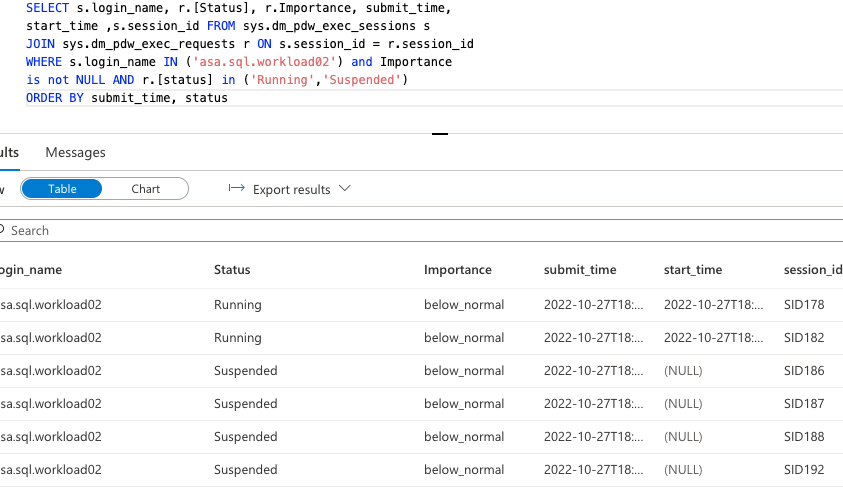 SELECT s.login_name, r.[Status], r.Importance, submit_time,
start_time ,s.session_id FROM sys.dm_pdw_exec_sessions s
JOIN sys.dm_pdw_exec_requests r ON s.session_id = r.session_id
WHERE s.login_name IN ('asa.sql.workload02') and Importance
is not NULL AND r.[status] in ('Running','Suspended')
ORDER BY submit_time, status
ults Messages
w Table Chart Export results
Search
ogin_name Status Importance submit_time start_time session_id
sa.sql.workload02 Running below_normal 2022-10-27T18:... 2022-10-27T18:... SID178
sa.sql.workload02 Running below_normal 2022-10-27T18:... 2022-10-27T18:... SID182
sa.sql.workload02 Suspended below_normal 2022-10-27T18:... (NULL) SID186
sa.sql.workload02 Suspended below_normal 2022-10-27T18:... (NULL) SID187
sa.sql.workload02 Suspended below_normal 2022-10-27T18:... (NULL) SID188
sa.sql.workload02 Suspended below_normal 2022-10-27T18:... (NULL) SID192